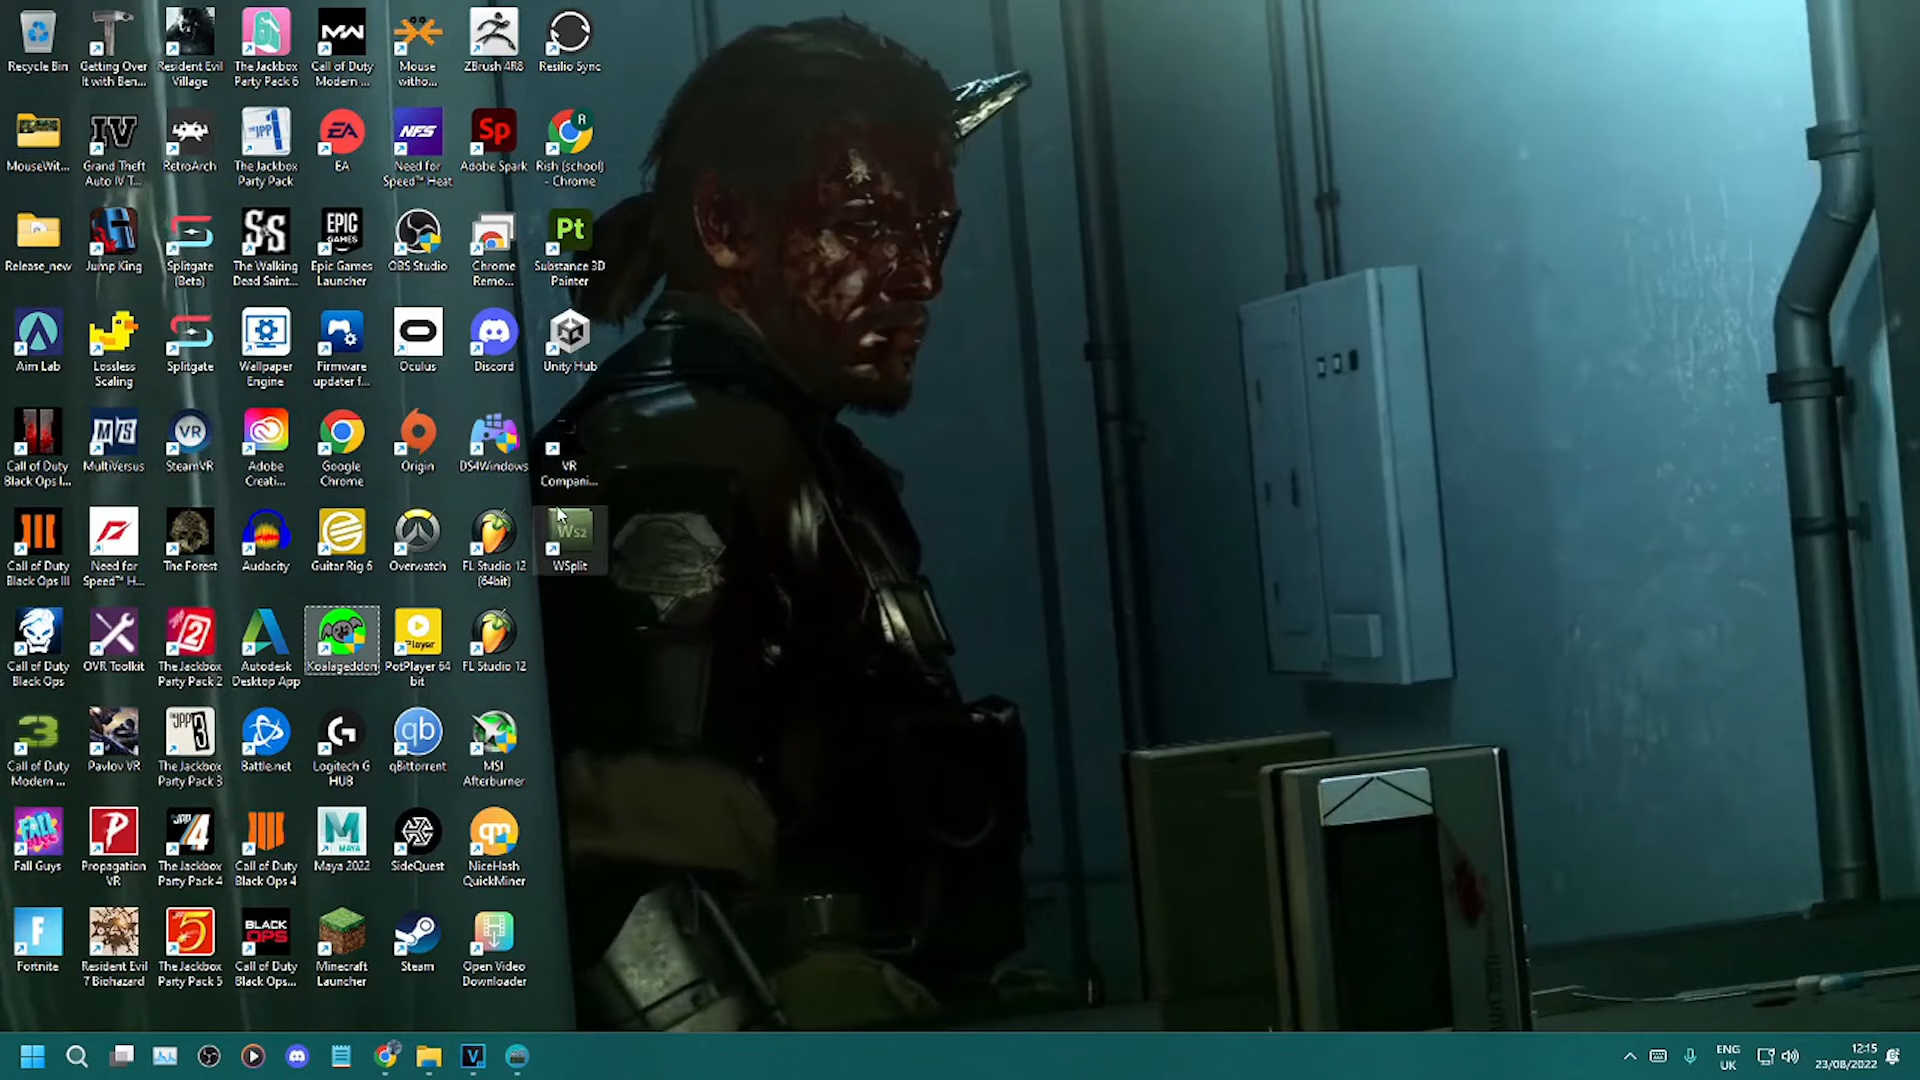 Recycle Bin
Getting Over
It with Ben...
Resident Evil
Village
The Jackbox
Party Pack 6
Call of Duty
Modern ...
Mouse
witho...
ZBrush 4R8
Resilio Sync
MouseWit...
Grand Theft
Auto IV T...
RetroArch
The Jackbox
Party Pack
EA
Need for
Speed™ Heat
Adobe Spark
Rish (school)
- Chrome
Release_new
Jump King
Splitgate
(Beta)
The Walking
Dead Saint...
Epic Games
Launcher
OBS Studio
Chrome
Remo...
Substance 3D
Painter
Aim Lab
Lossless
Scaling
Splitgate
Wallpaper
Engine
Firmware
updater f...
Oculus
Discord
Unity Hub
Call of Duty
Black Ops I...
MultiVersus
SteamVR
Adobe
Creati...
Google
Chrome
Origin
DS4Windows
VR
Compani...
Call of Duty
Black Ops III
Need for
Speed™ H...
The Forest
Audacity
Guitar Rig 6
Overwatch
FL Studio 12
(64bit)
WSplit
Call of Duty
Black Ops
OVR Toolkit
The Jackbox
Party Pack 2
Autodesk
Desktop App
Koalageddon
PotPlayer 64
bit
FL Studio 12
Call of Duty
Modern ...
Pavlov VR
The Jackbox
Party Pack 3
Battle.net
Logitech G
HUB
qBittorrent
MSI
Afterburner
Fall Guys
Propagation
VR
The Jackbox
Party Pack 4
Call of Duty
Black Ops 4
Maya 2022
SideQuest
NiceHash
QuickMiner
Fortnite
Resident Evil
7 Biohazard
The Jackbox
Party Pack 5
Call of Duty
Black Ops...
Minecraft
Launcher
Steam
Open Video
Downloader
ENG
UK
12:15
23/08/2022